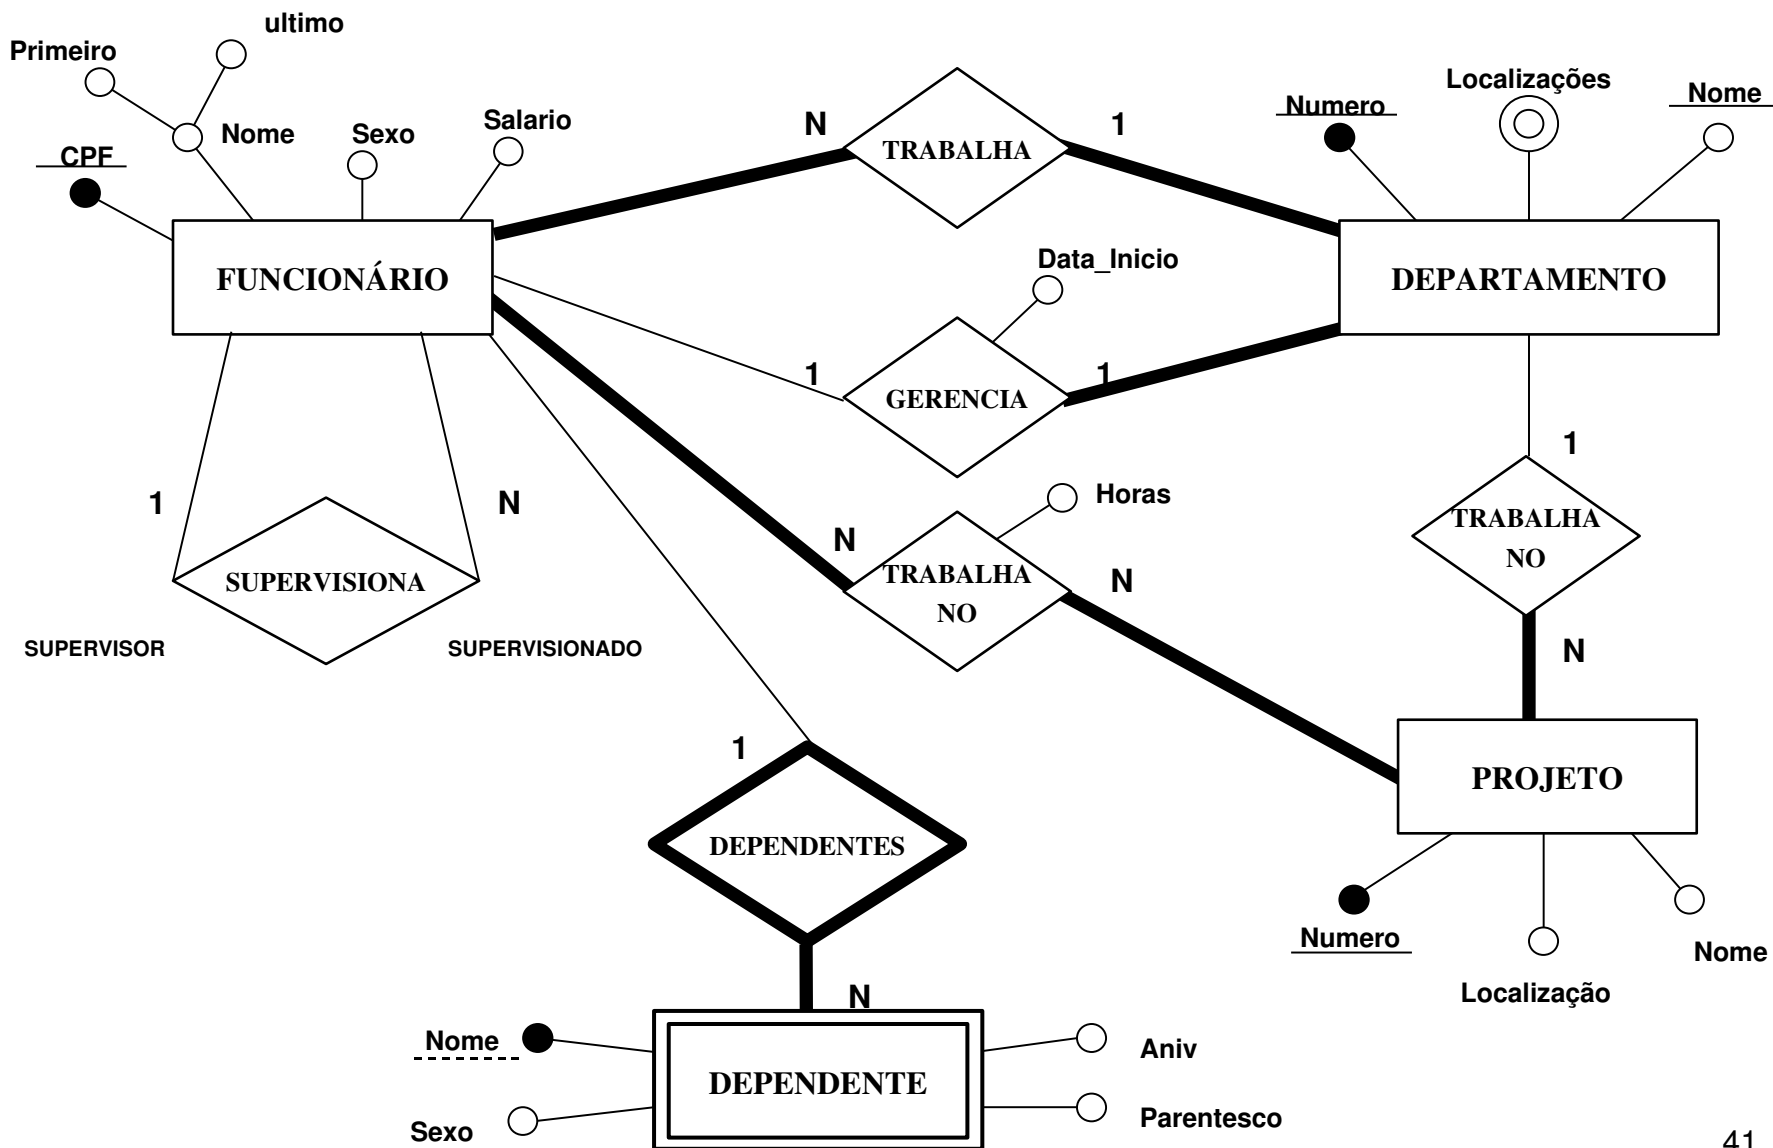 ultimo
Primeiro
Nome
Sexo
Salario
CPF
N
TRABALHA
1
Numero
Localizações
Nome
FUNCIONÁRIO
Data_Inicio
DEPARTAMENTO
1
GERENCIA
1
1
SUPERVISIONA
N
SUPERVISOR
SUPERVISIONADO
N
TRABALHA
NO
Horas
N
1
TRABALHA
NO
N
1
DEPENDENTES
N
PROJETO
Numero
Localização
Nome
Nome
DEPENDENTE
Aniv
Sexo
Parentesco
41